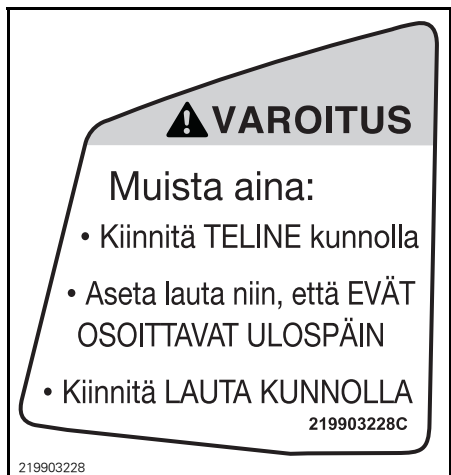 VAROITUS
Muista aina:
• Kiinnitä TELINE kunnolla
• Aseta lauta niin, että EVÄT
OSOITTAVAT ULOSPÄIN
• Kiinnitä LAUTA KUNNOLLA
219903228C
219903228